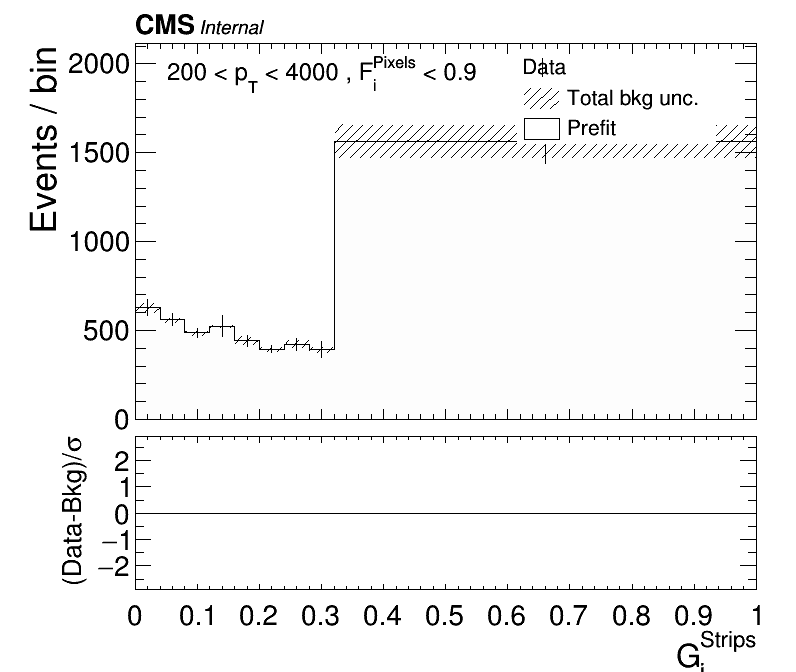 CMS Internal
200 < p_T < 4000 , F_i^Pixels < 0.9
Data
Total bkg unc.
Prefit
Events / bin
2000
1500
1000
500
0
(Data-Bkg)/σ
2
1
0
−1
−2
0 0.1 0.2 0.3 0.4 0.5 0.6 0.7 0.8 0.9 1
G_i^Strips